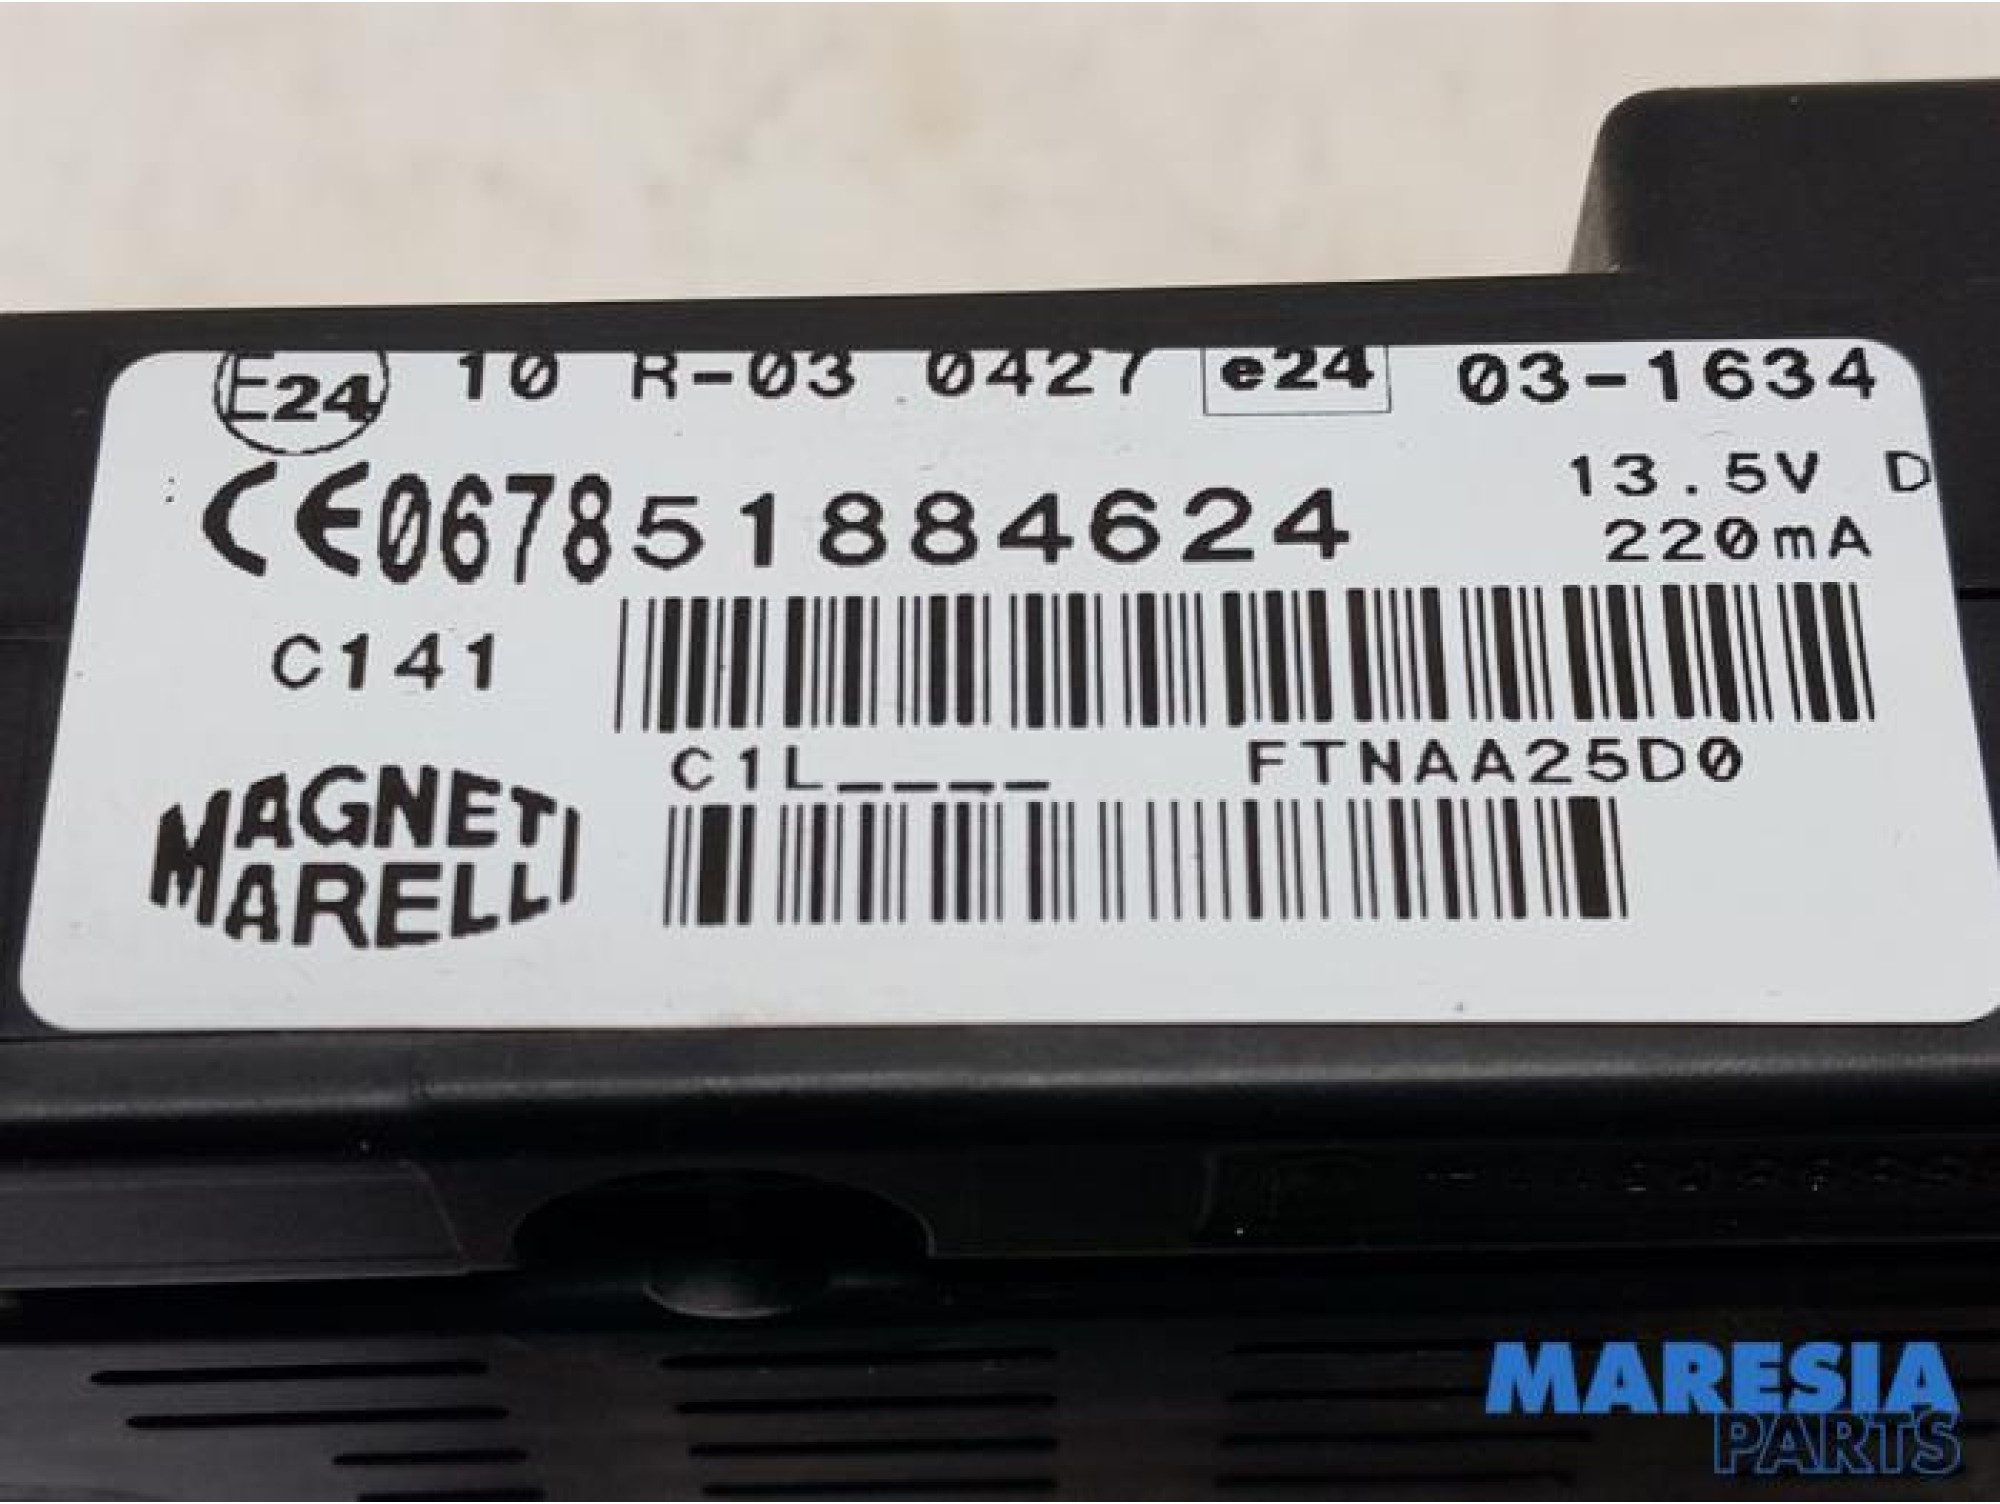 E24 10 R-03 0427 e24 03-1634
CE0678 51884624 13.5V D
220mA
C141
C1L____ FTNAA25D0
MAGNETI
MARELLI
MARESIA
PARTS